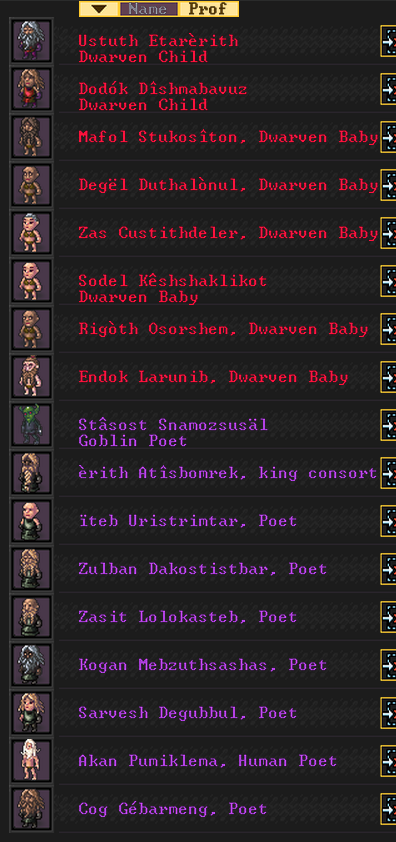 Name Prof
Ustuth Etarèrith
Dwarven Child
Dodók Dîshmabavuz
Dwarven Child
Mafol Stukosîton, Dwarven Baby
Degël Duthalònul, Dwarven Baby
Zas Custithdeler, Dwarven Baby
Sodel Kêshshaklikot
Dwarven Baby
Rigòth Osorshem, Dwarven Baby
Endok Larunib, Dwarven Baby
Stâsost Snamozsusäl
Goblin Poet
èrith Atîsbomrek, king consort
ïteb Uristrimtar, Poet
Zulban Dakostistbar, Poet
Zasit Lolokasteb, Poet
Kogan Mebzuthsashas, Poet
Sarvesh Degubbul, Poet
Akan Pumiklema, Human Poet
Cog Gébarmeng, Poet